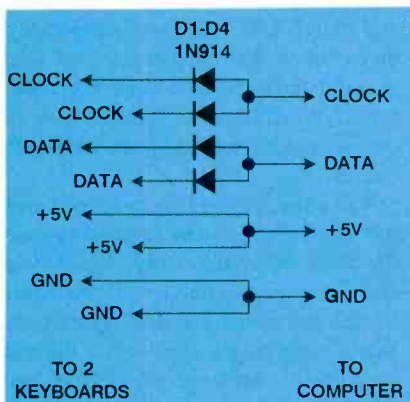 D1-D4
1N914
CLOCK
CLOCK
CLOCK
DATA
DATA
DATA
+5V
+5V
+5V
GND
GND
GND
TO 2
KEYBOARDS
TO
COMPUTER